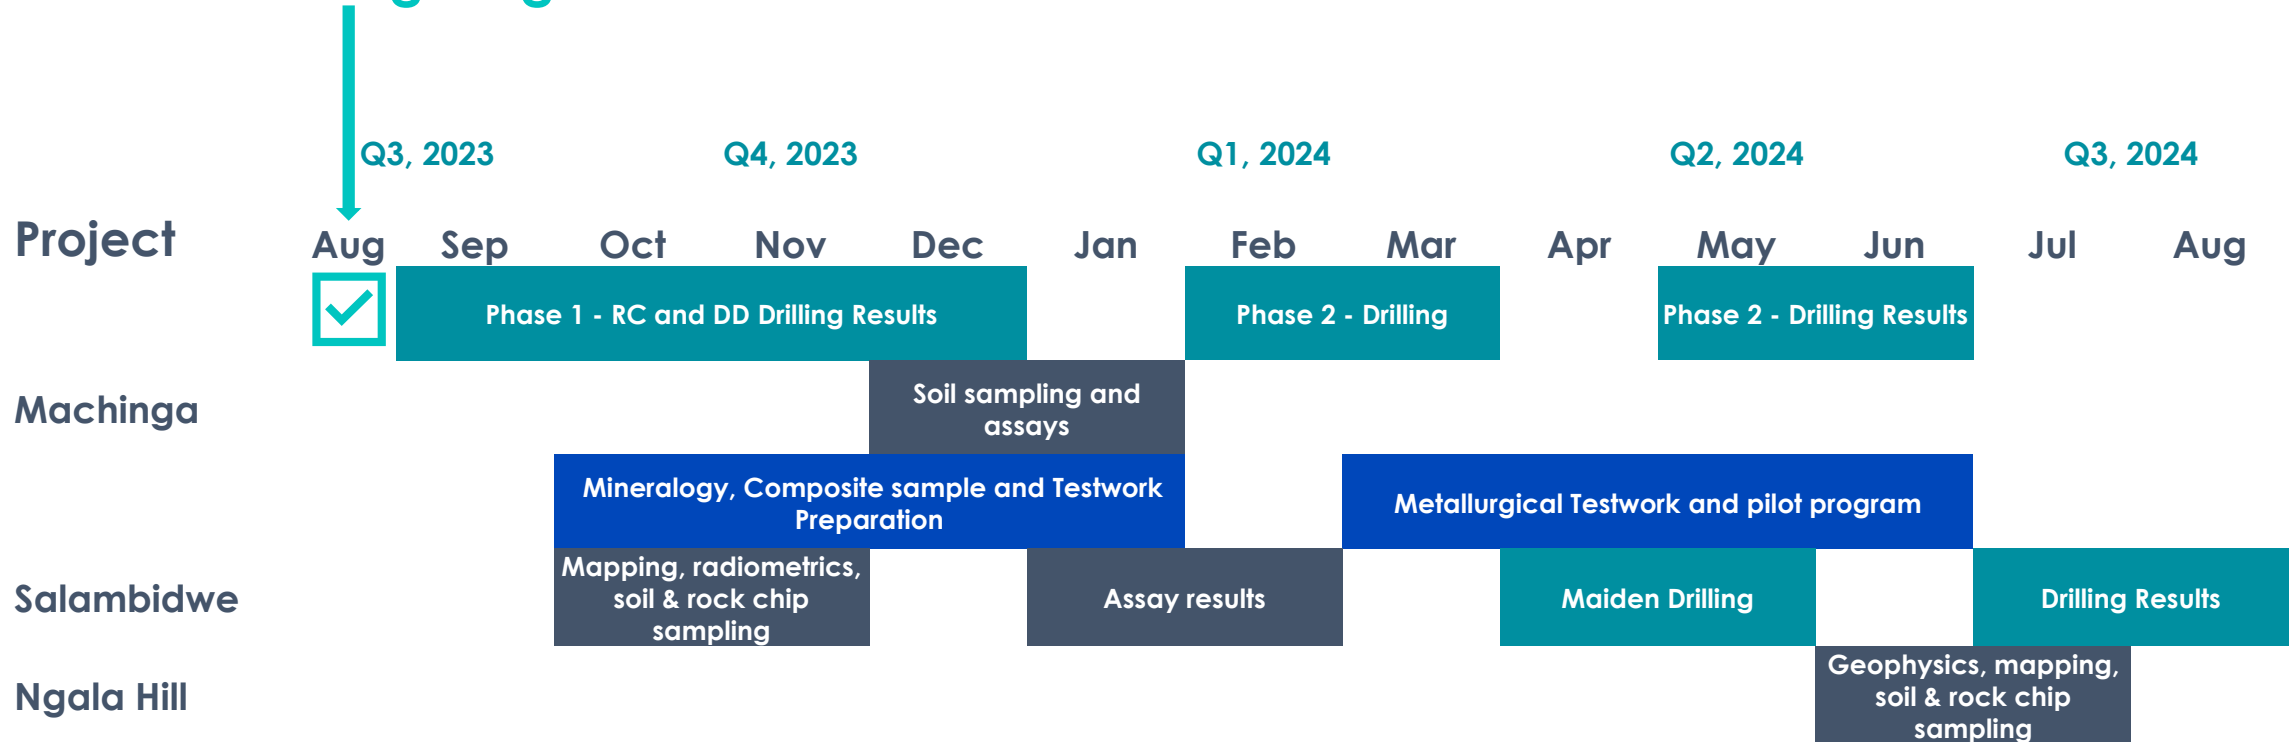 Q3, 2023 Q4, 2023 Q1, 2024 Q2, 2024 Q3, 2024
Project Aug Sep Oct Nov Dec Jan Feb Mar Apr May Jun Jul Aug
Phase 1 - RC and DD Drilling Results
Phase 2 - Drilling
Phase 2 - Drilling Results
Machinga
Soil sampling and
assays
Mineralogy, Composite sample and Testwork
Preparation
Metallurgical Testwork and pilot program
Salambidwe
Mapping, radiometrics,
soil & rock chip
sampling
Assay results
Maiden Drilling
Drilling Results
Ngala Hill
Geophysics, mapping,
soil & rock chip
sampling